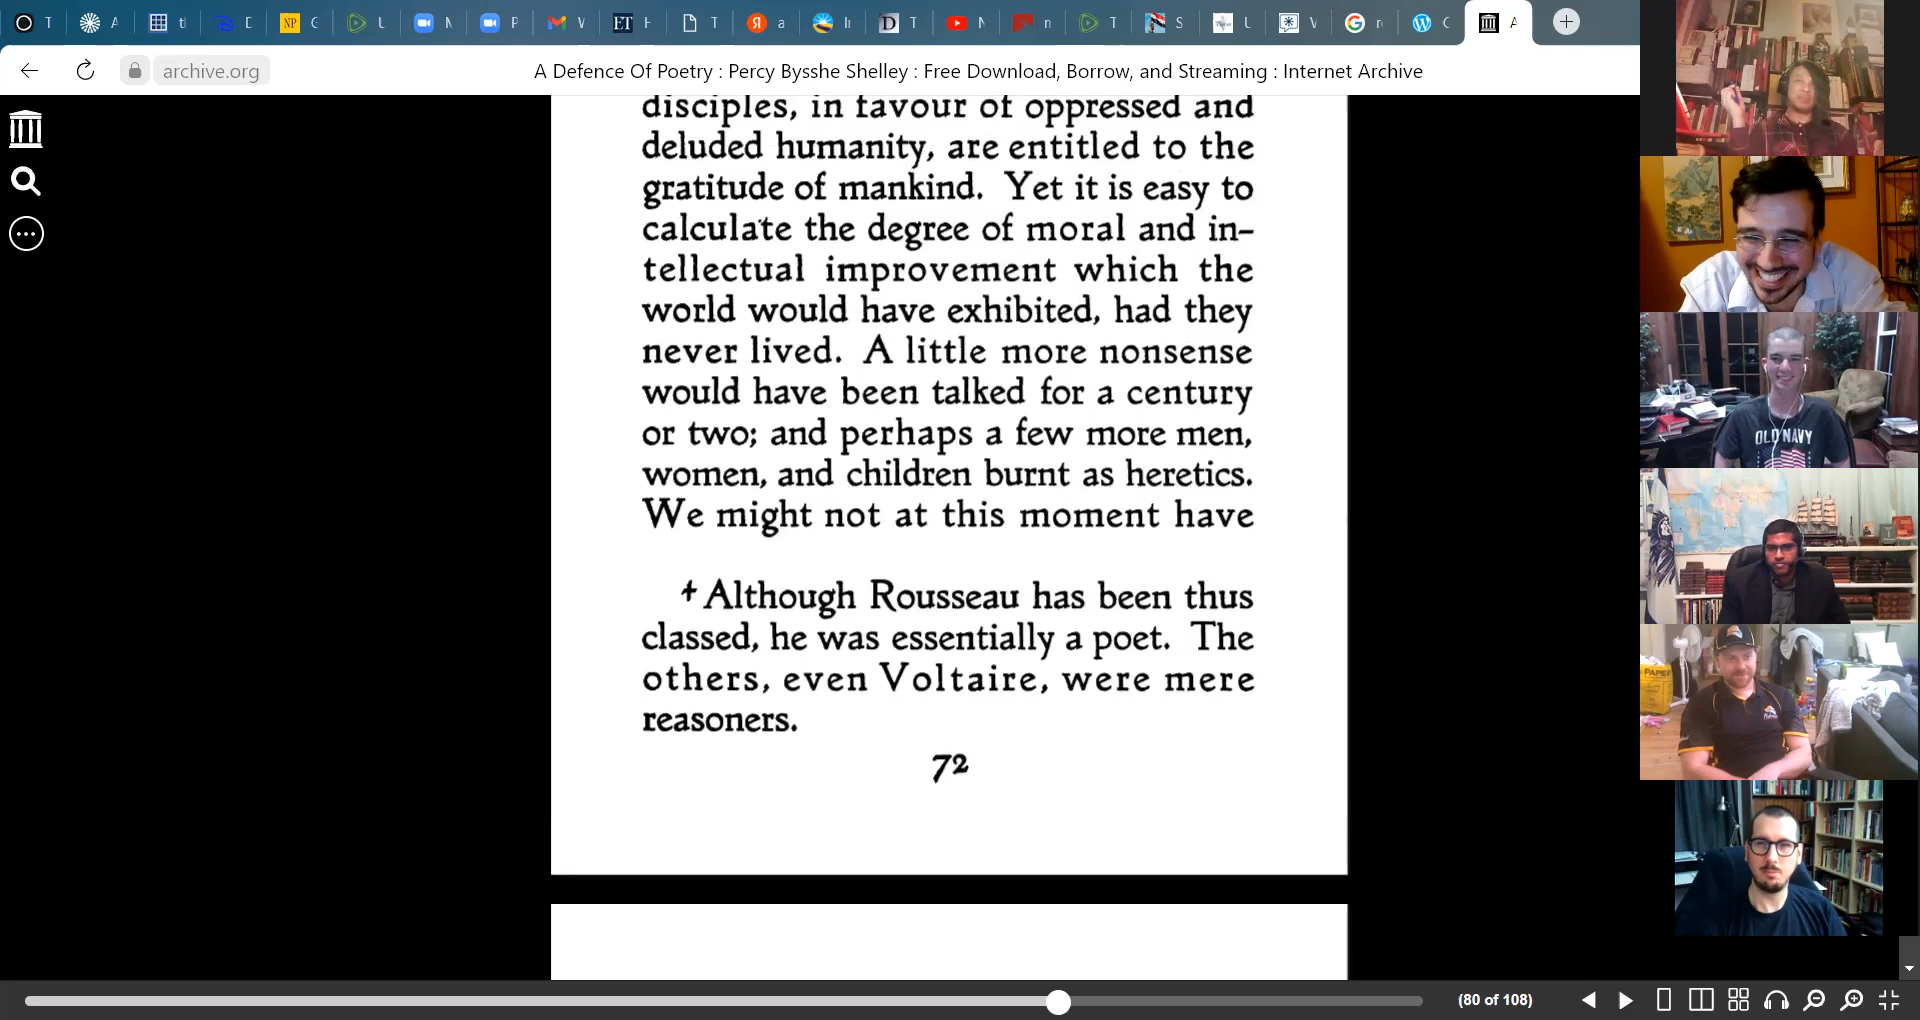 T
A
tl
D
NP
C
L
M
P
V
FT
F
T
Я
a
Iı
D
T
N
n
T
S
L
V
G
C
A
archive.org
A Defence Of Poetry : Percy Bysshe Shelley : Free Download, Borrow, and Streaming : Internet Archive
disciples, in favour of oppressed and
deluded humanity, are entitled to the
gratitude of mankind. Yet it is easy to
calculate the degree of moral and in-
tellectual improvement which the
world would have exhibited, had they
never lived. A little more nonsense
would have been talked for a century
or two; and perhaps a few more men,
women, and children burnt as heretics.
We might not at this moment have
+ Although Rousseau has been thus
classed, he was essentially a poet. The
others, even Voltaire, were mere
reasoners.
72
OLD NAVY
PAPER
(80 of 108)